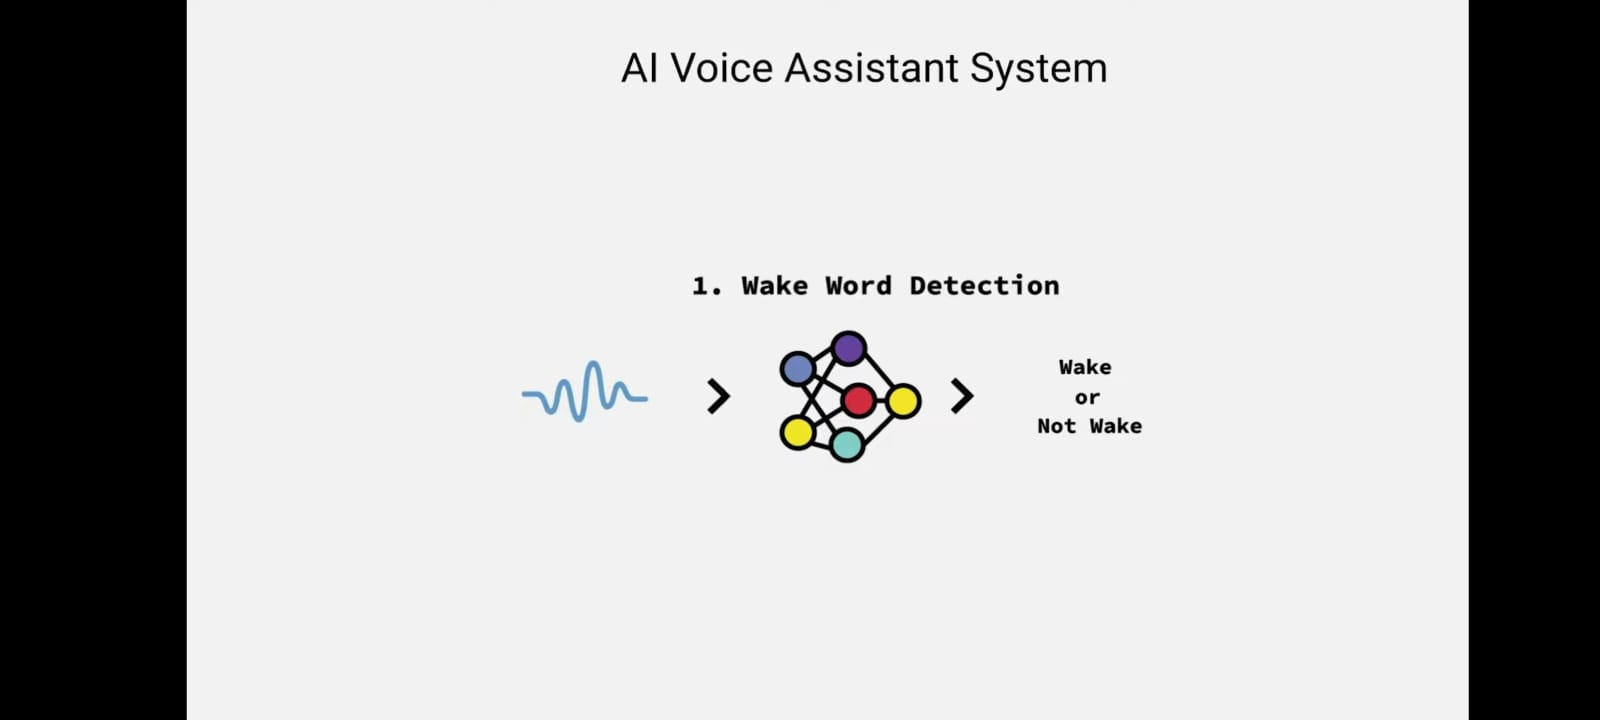 AI Voice Assistant System
1. Wake Word Detection
Wake
or
Not Wake